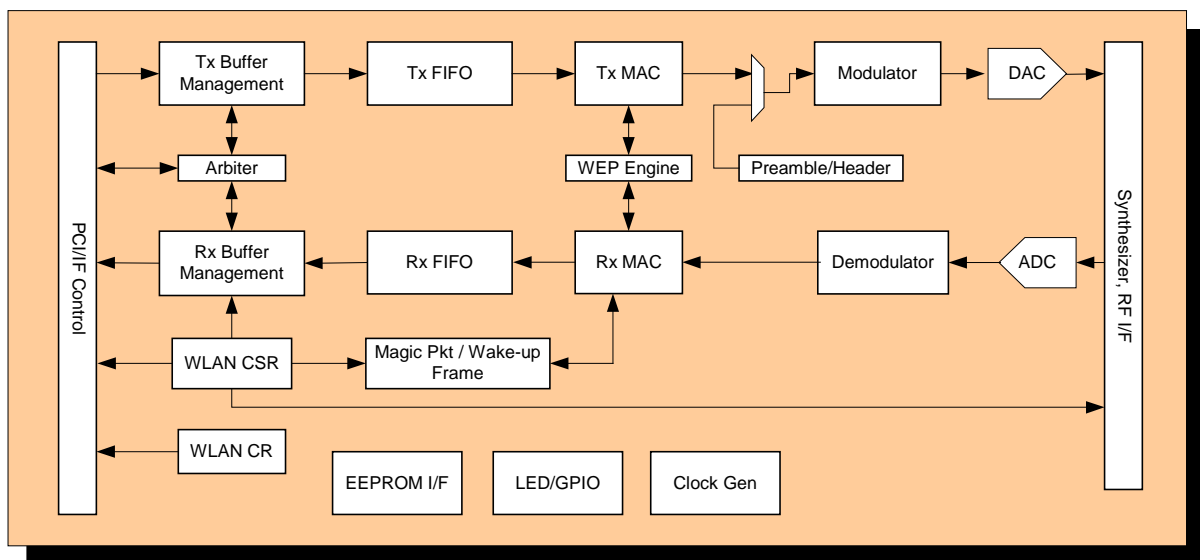 Tx Buffer
Management
Tx FIFO
Tx MAC
Modulator
DAC
Arbiter
WEP Engine
Preamble/Header
PCI/IF Control
Synthesizer, RF I/F
Rx Buffer
Management
Rx FIFO
Rx MAC
Demodulator
ADC
WLAN CSR
Magic Pkt / Wake-up
Frame
WLAN CR
EEPROM I/F
LED/GPIO
Clock Gen